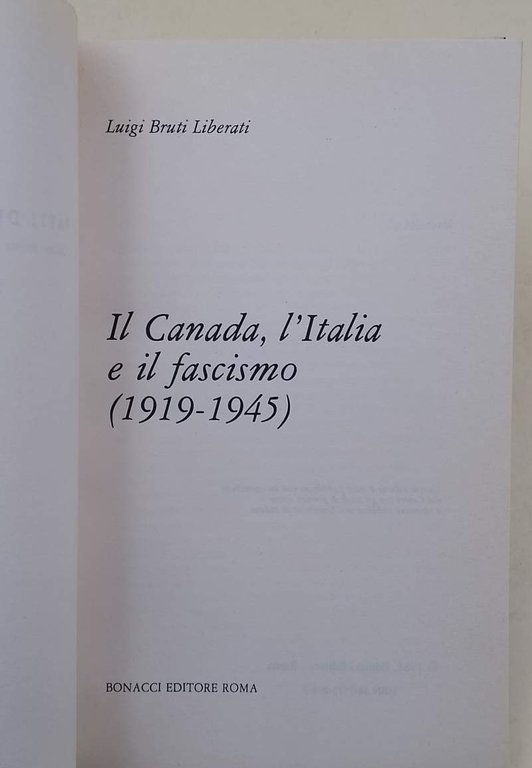 Luigi Bruti Liberati
Il Canada, l'Italia
e il fascismo
(1919-1945)
BONACCI EDITORE ROMA